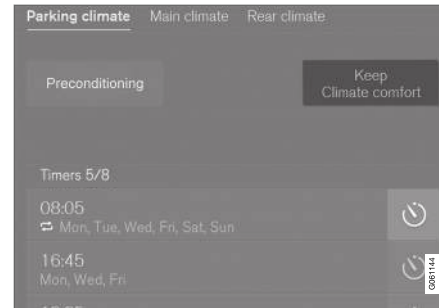 Parking climate Main climate Rear climate
Preconditioning
Keep
Climate comfort
Timers 5/8
08:05
Mon, Tue, Wed, Fri, Sat, Sun
16:45
Mon, Wed, Fri
G061144